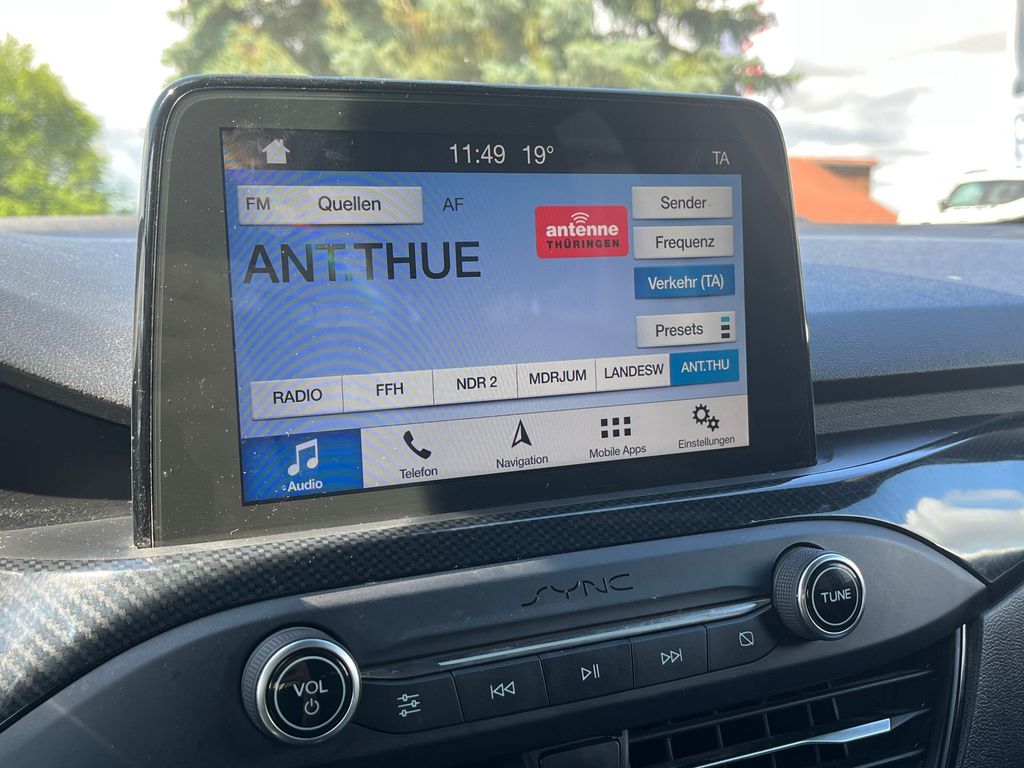 11:49 19°
TA
FM Quellen
AF
antenne
THÜRINGEN
Sender
ANT.THUE
Frequenz
Verkehr (TA)
Presets
RADIO FFH NDR 2 MDRJUM LANDESW ANT.THU
Audio Telefon Navigation Mobile Apps Einstellungen
SYNC
VOL
TUNE